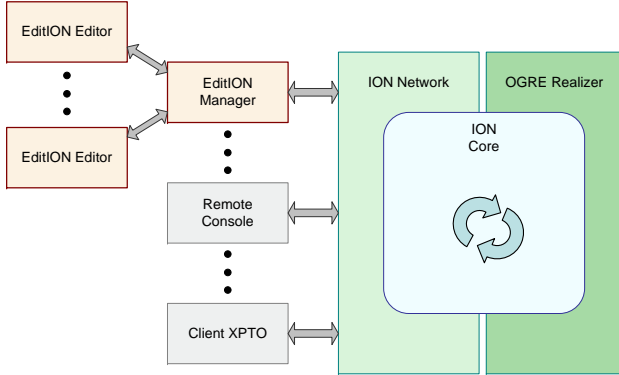 EditION Editor
EditION
Manager
ION Network
OGRE Realizer
ION
Core
EditION Editor
Remote
Console
Client XPTO